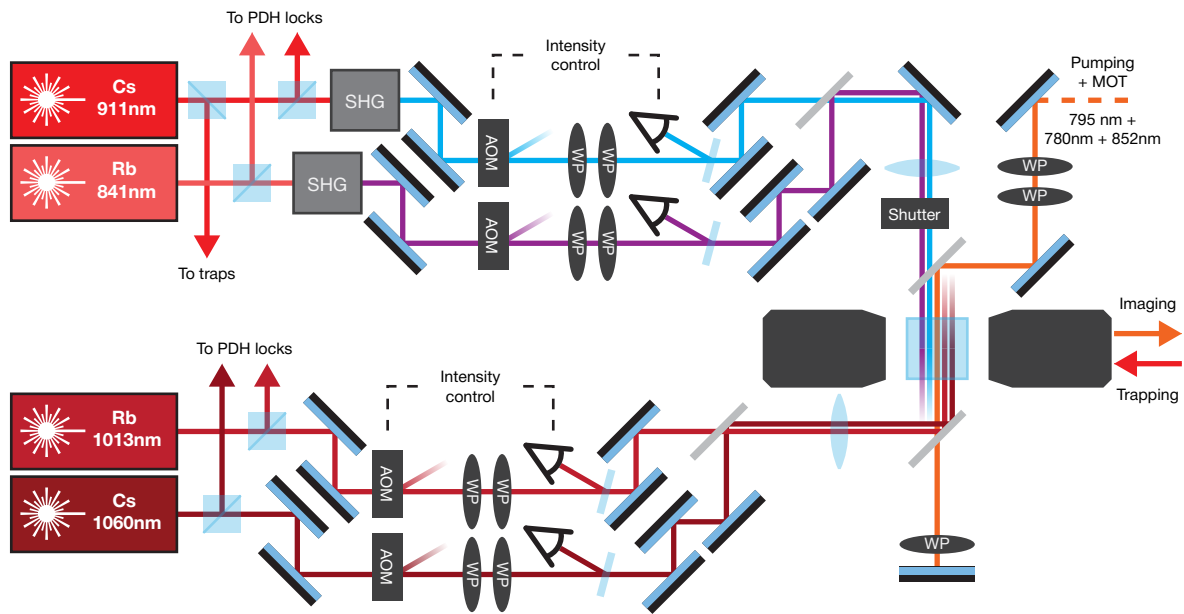 To PDH locks
Cs
911nm
SHG
Intensity
control
AOM
WP
WP
Pumping
+ MOT
795 nm +
780nm + 852nm
WP
WP
Rb
841nm
SHG
AOM
WP
WP
Shutter
To traps
Imaging
Trapping
To PDH locks
Rb
1013nm
Intensity
control
AOM
WP
WP
Cs
1060nm
AOM
WP
WP
WP